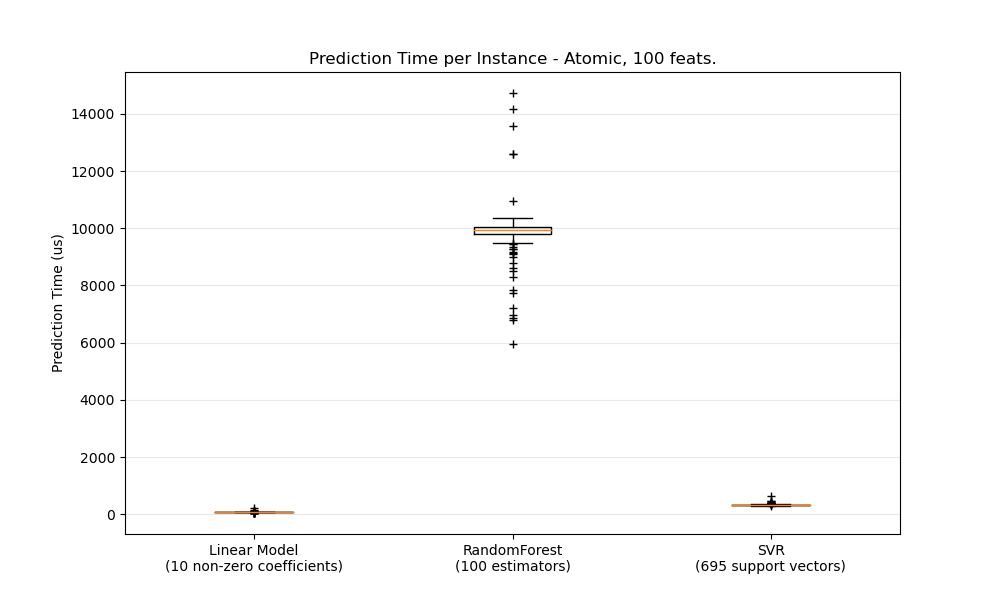 Prediction Time per Instance - Atomic, 100 feats.
Prediction Time (us)
14000
12000
10000
8000
6000
4000
2000
0
Linear Model
(10 non-zero coefficients)
RandomForest
(100 estimators)
SVR
(695 support vectors)